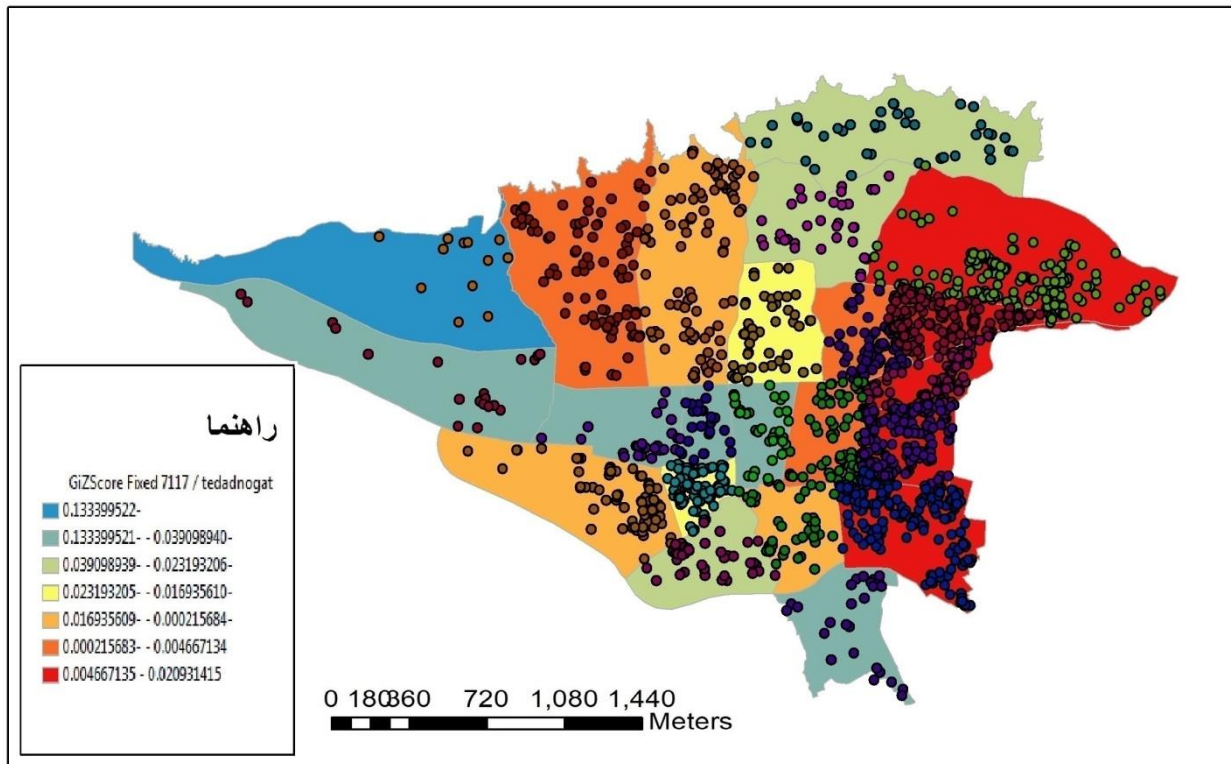 راهنما
GiZScore Fixed 7117 / tedadnogat
0.133399522-
0.133399521- - 0.039098940-
0.039098939- - 0.023193206-
0.023193205- - 0.016935610-
0.016935609- - 0.000215684-
0.000215683- - 0.004667134
0.004667135 - 0.020931415
0 180360 720 1,080 1,440
Meters